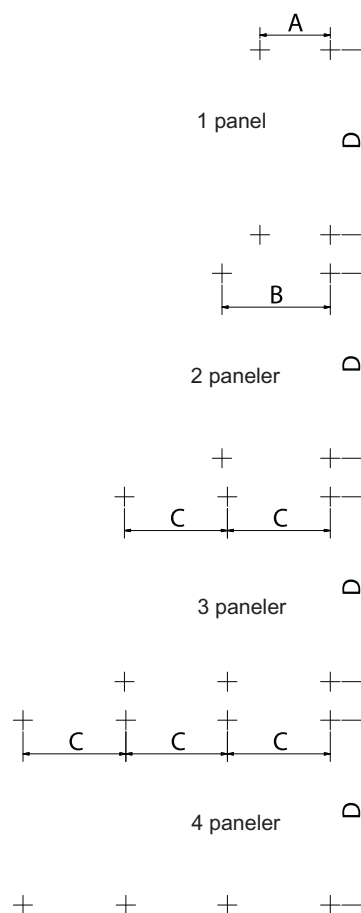 A
1 panel
D
B
2 paneler
D
C C
3 paneler
D
C C C
4 paneler
D